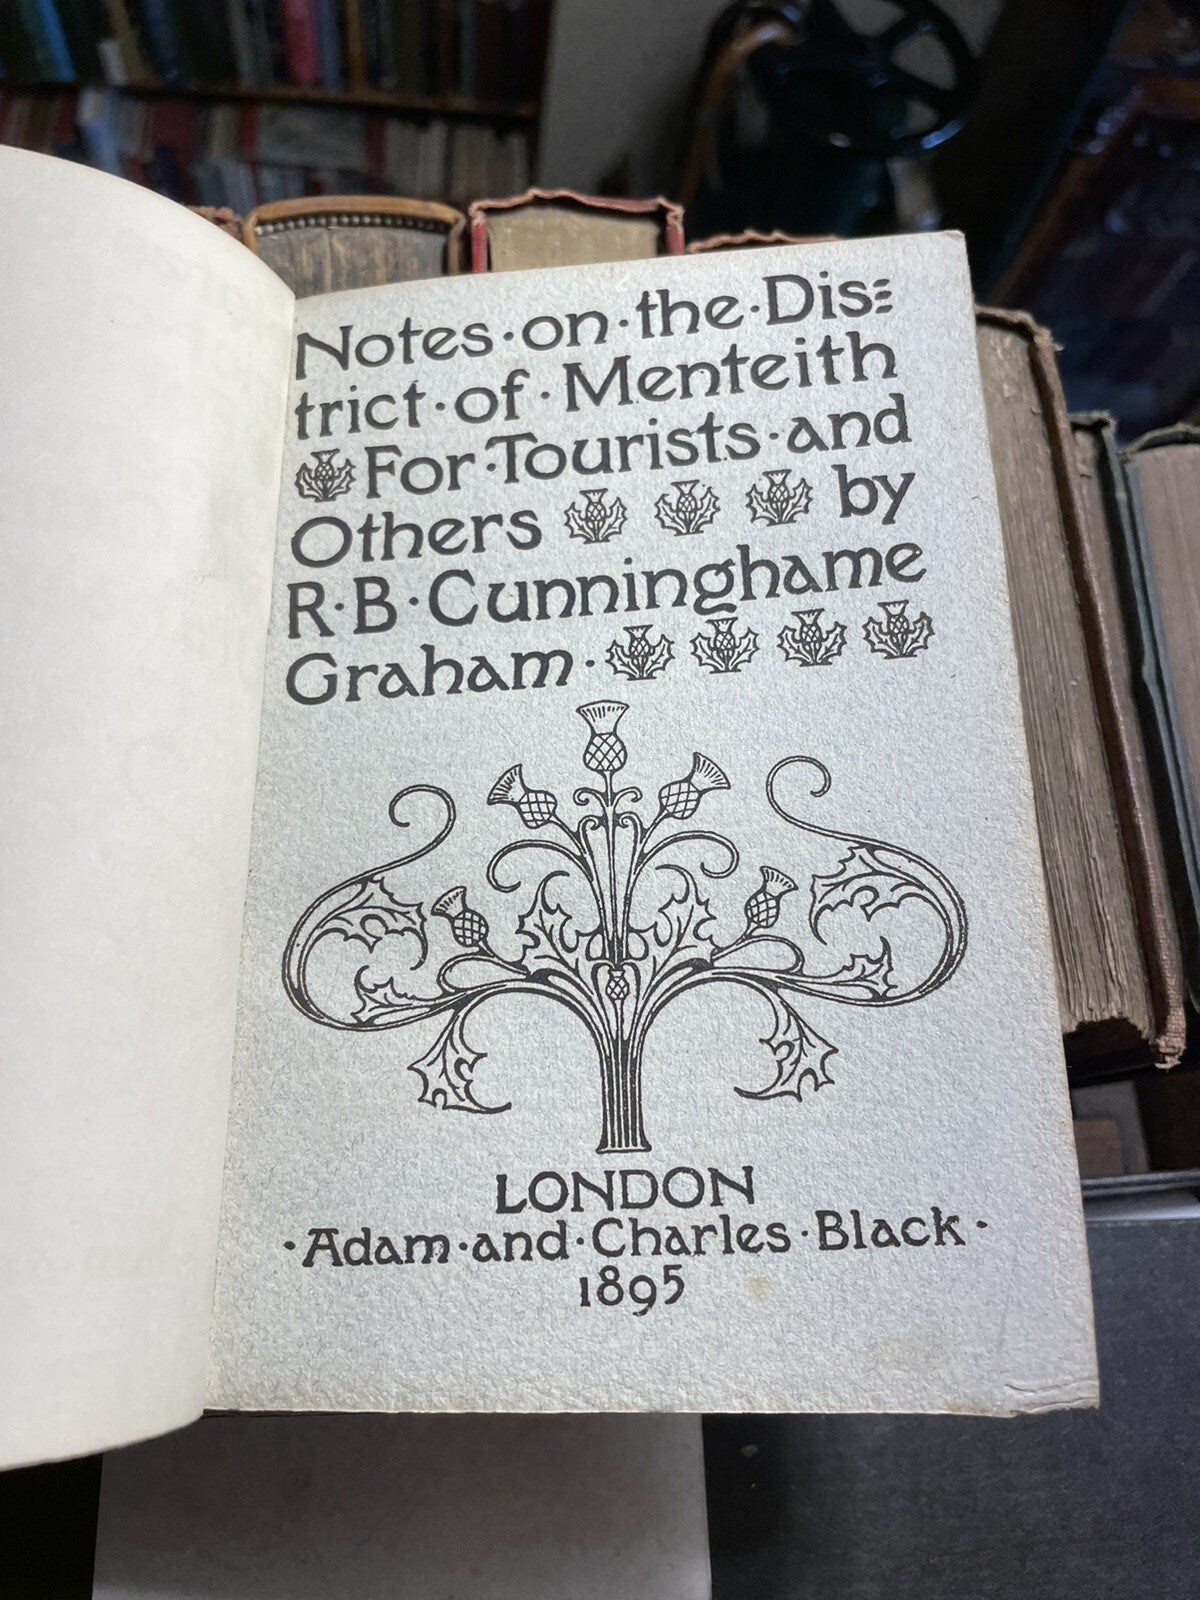 Notes · on · the · Dis⹀
trict · of · Menteith
For · Tourists · and
Others by
R · B · Cunninghame
Graham ·
LONDON
· Adam · and · Charles · Black ·
1895